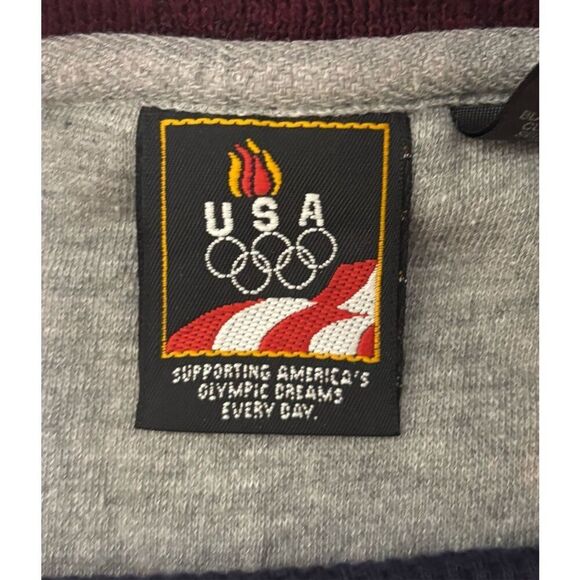 USA
SUPPORTING AMERICA'S
OLYMPIC DREAMS
EVERY DAY.